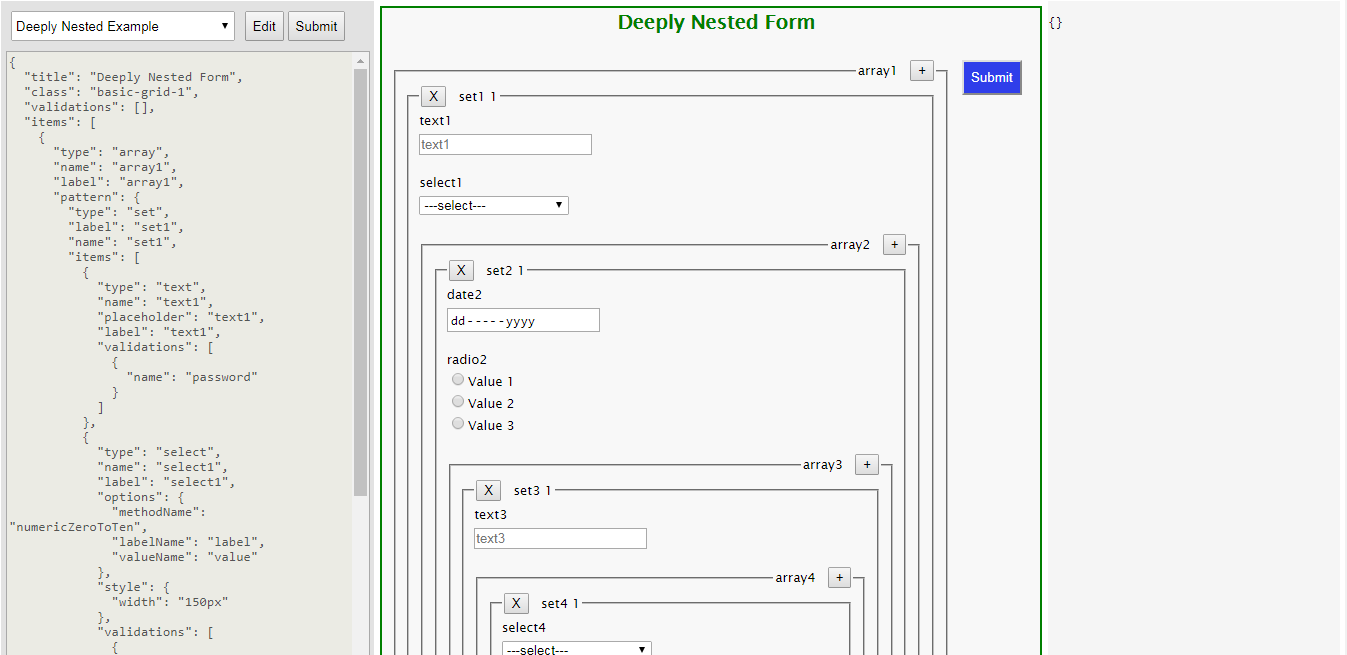 Deeply Nested Example
Edit
Submit
{
  "title": "Deeply Nested Form",
  "class": "basic-grid-1",
  "validations": [],
  "items": [
    {
      "type": "array",
      "name": "array1",
      "label": "array1",
      "pattern": {
        "type": "set",
        "label": "set1",
        "name": "set1",
        "items": [
          {
            "type": "text",
            "name": "text1",
            "placeholder": "text1",
            "label": "text1",
            "validations": [
              {
                "name": "password"
              }
            ]
          },
          {
            "type": "select",
            "name": "select1",
            "label": "select1",
            "options": {
              "methodName":
"numericZeroToTen",
              "labelName": "label",
              "valueName": "value"
            },
            "style": {
              "width": "150px"
            },
            "validations": [
              {
Deeply Nested Form
array1 +
X set1 1
text1
text1
select1
---select---
array2 +
X set2 1
date2
dd-----yyyy
radio2
Value 1
Value 2
Value 3
array3 +
X set3 1
text3
text3
array4 +
X set4 1
select4
---select---
Submit
{}